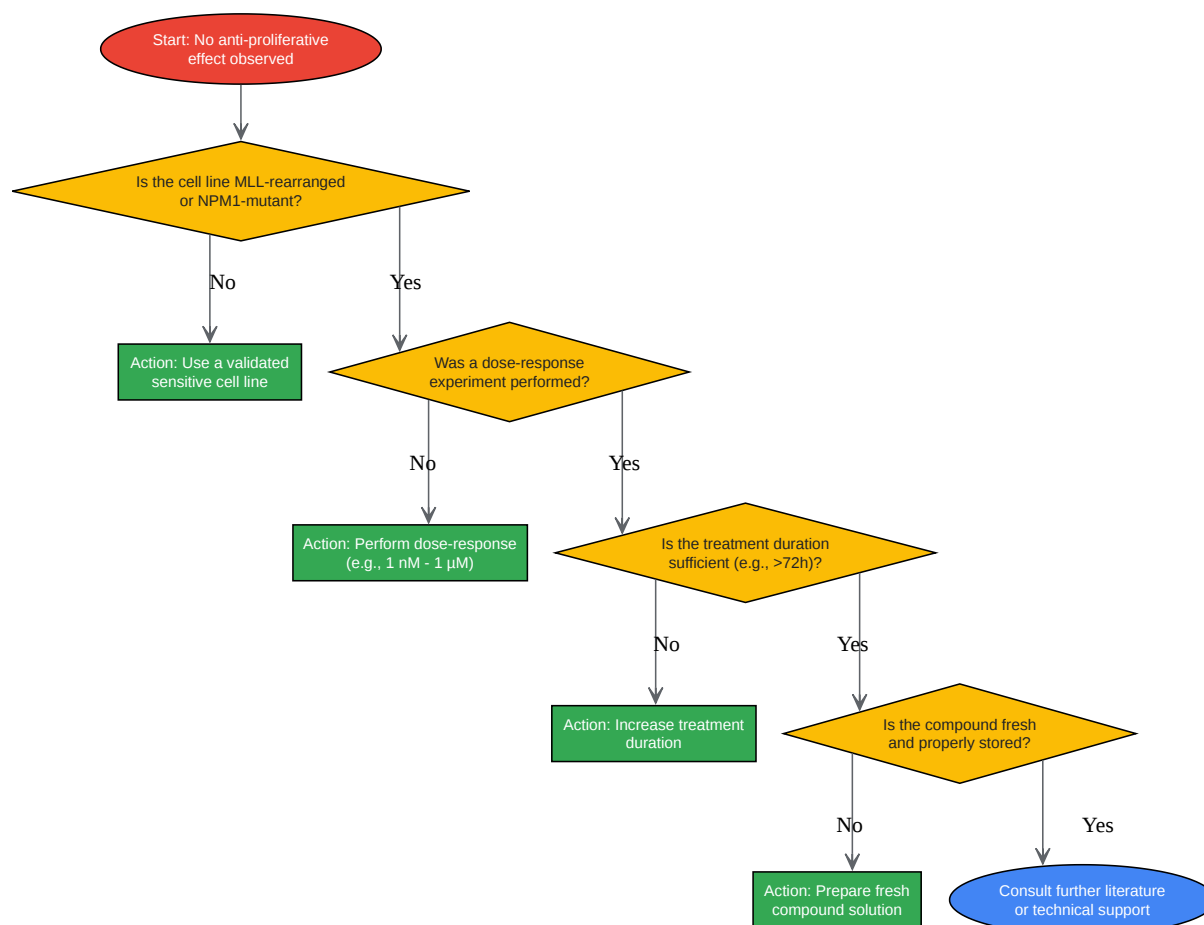 Start: No anti-proliferative
effect observed
Is the cell line MLL-rearranged
or NPM1-mutant?
No
Yes
Action: Use a validated
sensitive cell line
Was a dose-response
experiment performed?
No
Yes
Action: Perform dose-response
(e.g., 1 nM - 1 µM)
Is the treatment duration
sufficient (e.g., >72h)?
No
Yes
Action: Increase treatment
duration
Is the compound fresh
and properly stored?
No
Yes
Action: Prepare fresh
compound solution
Consult further literature
or technical support